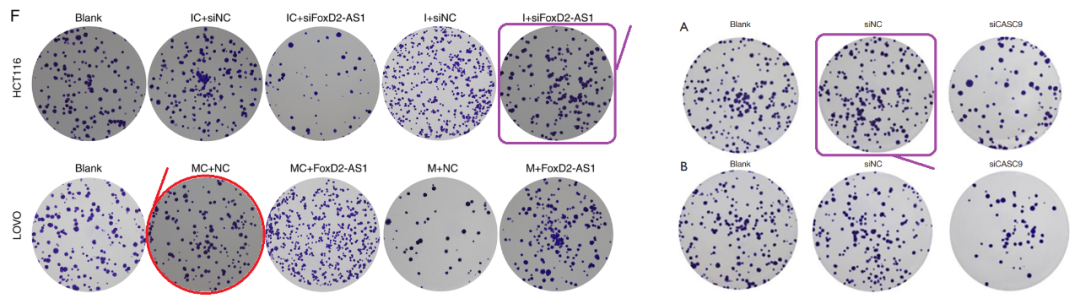 F
Blank IC+siNC IC+siFoxD2-AS1 I+siNC I+siFoxD2-AS1
HCT116
Blank MC+NC MC+FoxD2-AS1 M+NC M+FoxD2-AS1
LOVO
A
Blank siNC siCASC9
B
Blank siNC siCASC9